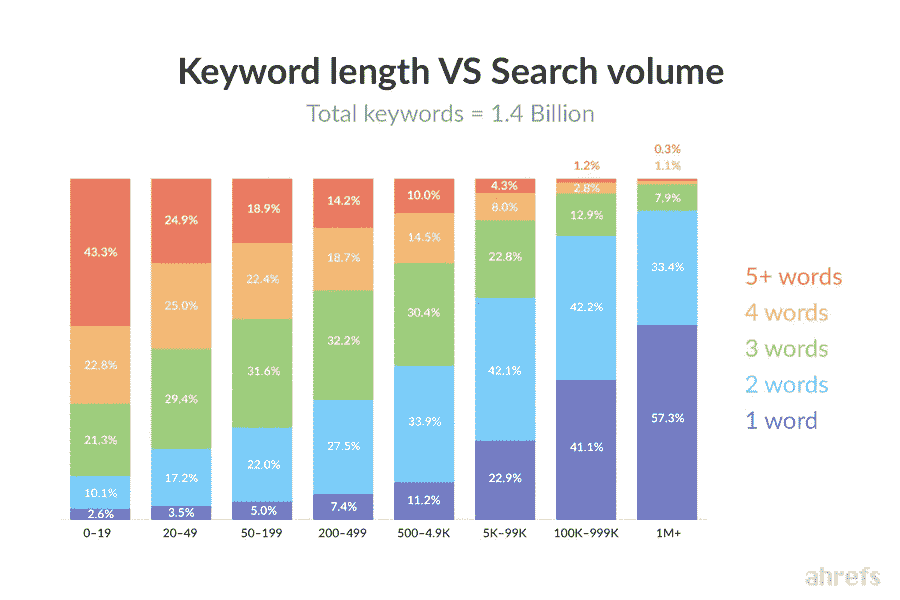 Keyword length VS Search volume
Total keywords = 1.4 Billion
0.3%
1.2% 1.1%
43.3% 24.9% 18.9% 14.2% 10.0% 4.3% 2.8% 7.9%
22.8% 25.0% 22.4% 18.7% 14.5% 8.0% 12.9% 33.4%
21.3% 29.4% 31.6% 32.2% 30.4% 22.8% 42.2% 57.3%
10.1% 17.2% 22.0% 27.5% 33.9% 42.1% 41.1%
2.6% 3.5% 5.0% 7.4% 11.2% 22.9%
0–19 20–49 50–199 200–499 500–4.9K 5K–99K 100K–999K 1M+
5+ words
4 words
3 words
2 words
1 word
ahrefs